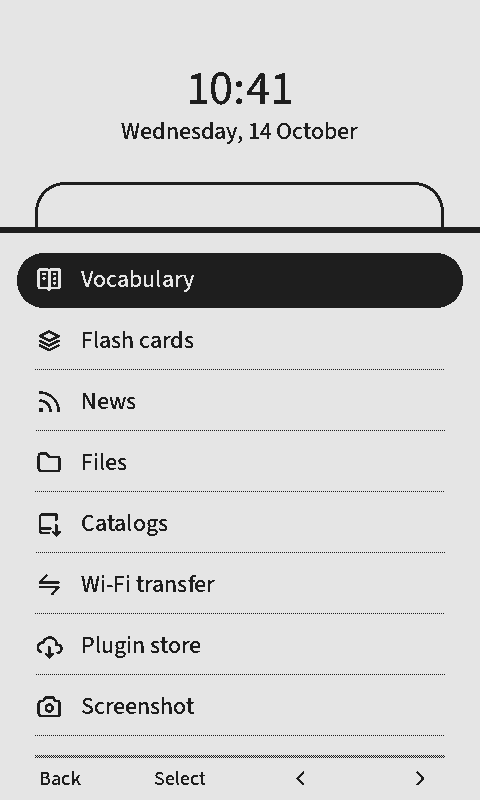 10:41
Wednesday, 14 October
Vocabulary
Flash cards
News
Files
Catalogs
Wi-Fi transfer
Plugin store
Screenshot
Back Select < >